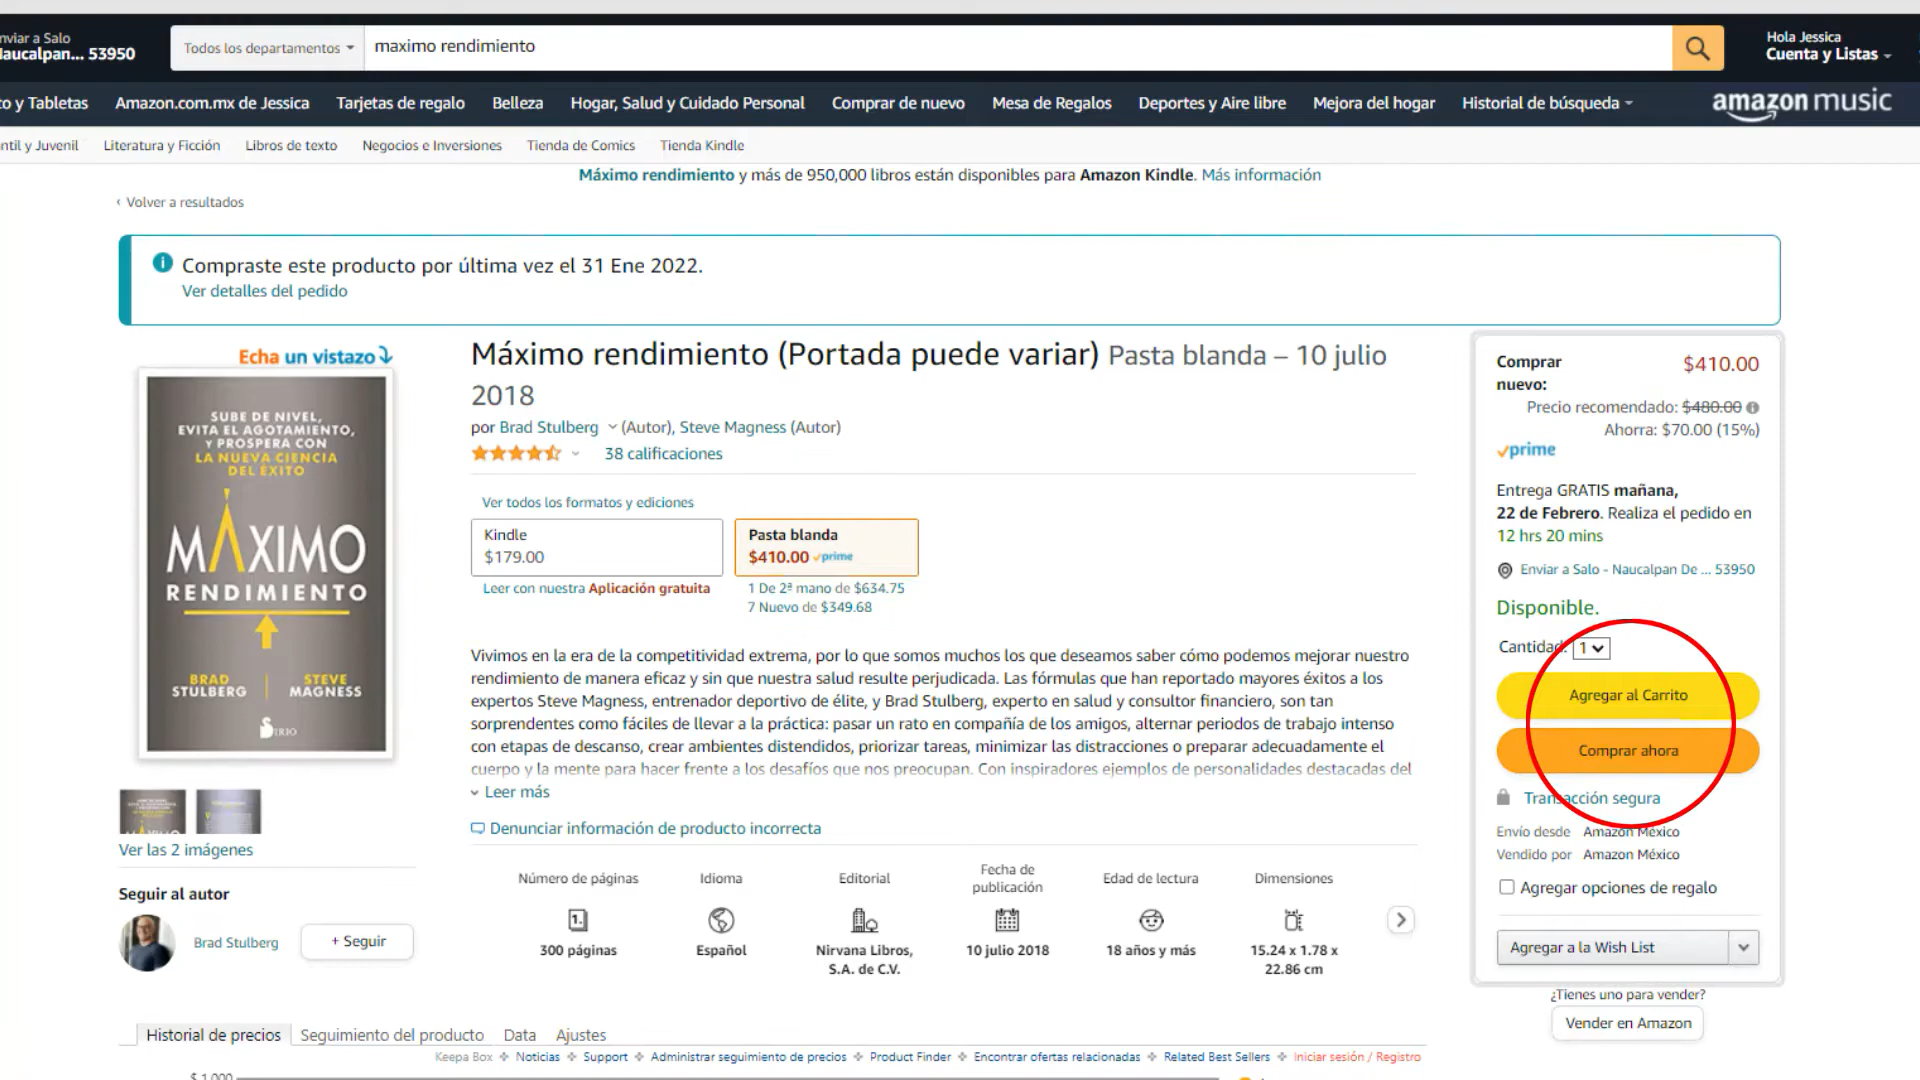 nviar a Salo
53950
Todos los departamentos
maximo rendimiento
Hola Jessica
Cuenta y Listas
o y Tabletas
Amazon.com.mx de Jessica
Tarjetas de regalo
Belleza
Hogar, Salud y Cuidado Personal
Comprar de nuevo
Mesa de Regalos
Deportes y Aire libre
Mejora del hogar
Historial de búsqueda
amazon music
ntil y Juvenil
Literatura y Ficción
Libros de texto
Negocios e Inversiones
Tienda de Comics
Tienda Kindle
Máximo rendimiento y más de 950,000 libros están disponibles para Amazon Kindle. Más información
‹ Volver a resultados
Compraste este producto por última vez el 31 Ene 2022.
Ver detalles del pedido
Echa un vistazo
SUBE DE NIVEL,
EVITA EL AGOTAMIENTO,
Y PROSPERA CON
LA NUEVA CIENCIA
DEL ÉXITO
MÁXIMO
RENDIMIENTO
BRAD
STULBERG
STEVE
MAGNESS
SIRIO
Ver las 2 imágenes
Seguir al autor
Brad Stulberg
+ Seguir
Máximo rendimiento (Portada puede variar) Pasta blanda – 10 julio
2018
por Brad Stulberg (Autor), Steve Magness (Autor)
38 calificaciones
Ver todos los formatos y ediciones
Kindle
$179.00
Leer con nuestra Aplicación gratuita
Pasta blanda
$410.00 prime
1 De 2ª mano de $634.75
7 Nuevo de $349.68
Vivimos en la era de la competitividad extrema, por lo que somos muchos los que deseamos saber cómo podemos mejorar nuestro
rendimiento de manera eficaz y sin que nuestra salud resulte perjudicada. Las fórmulas que han reportado mayores éxitos a los
expertos Steve Magness, entrenador deportivo de élite, y Brad Stulberg, experto en salud y consultor financiero, son tan
sorprendentes como fáciles de llevar a la práctica: pasar un rato en compañía de los amigos, alternar periodos de trabajo intenso
con etapas de descanso, crear ambientes distendidos, priorizar tareas, minimizar las distracciones o preparar adecuadamente el
cuerpo y la mente para hacer frente a los desafíos que nos preocupan. Con inspiradores ejemplos de personalidades destacadas del
Leer más
Denunciar información de producto incorrecta
Número de páginas
300 páginas
Idioma
Español
Editorial
Nirvana Libros,
S.A. de C.V.
Fecha de
publicación
10 julio 2018
Edad de lectura
18 años y más
Dimensiones
15.24 x 1.78 x
22.86 cm
Comprar
nuevo:
$410.00
Precio recomendado: $480.00
Ahorra: $70.00 (15%)
prime
Entrega GRATIS mañana,
22 de Febrero. Realiza el pedido en
12 hrs 20 mins
Enviar a Salo - Naucalpan De ... 53950
Disponible.
Cantidad: 1
Agregar al Carrito
Comprar ahora
Transacción segura
Envío desde Amazon México
Vendido por Amazon México
Agregar opciones de regalo
Agregar a la Wish List
¿Tienes uno para vender?
Vender en Amazon
Historial de precios
Seguimiento del producto
Data
Ajustes
Keepa Box
Noticias
Support
Administrar seguimiento de precios
Product Finder
Encontrar ofertas relacionadas
Related Best Sellers
Iniciar sesión / Registro
$ 1,000